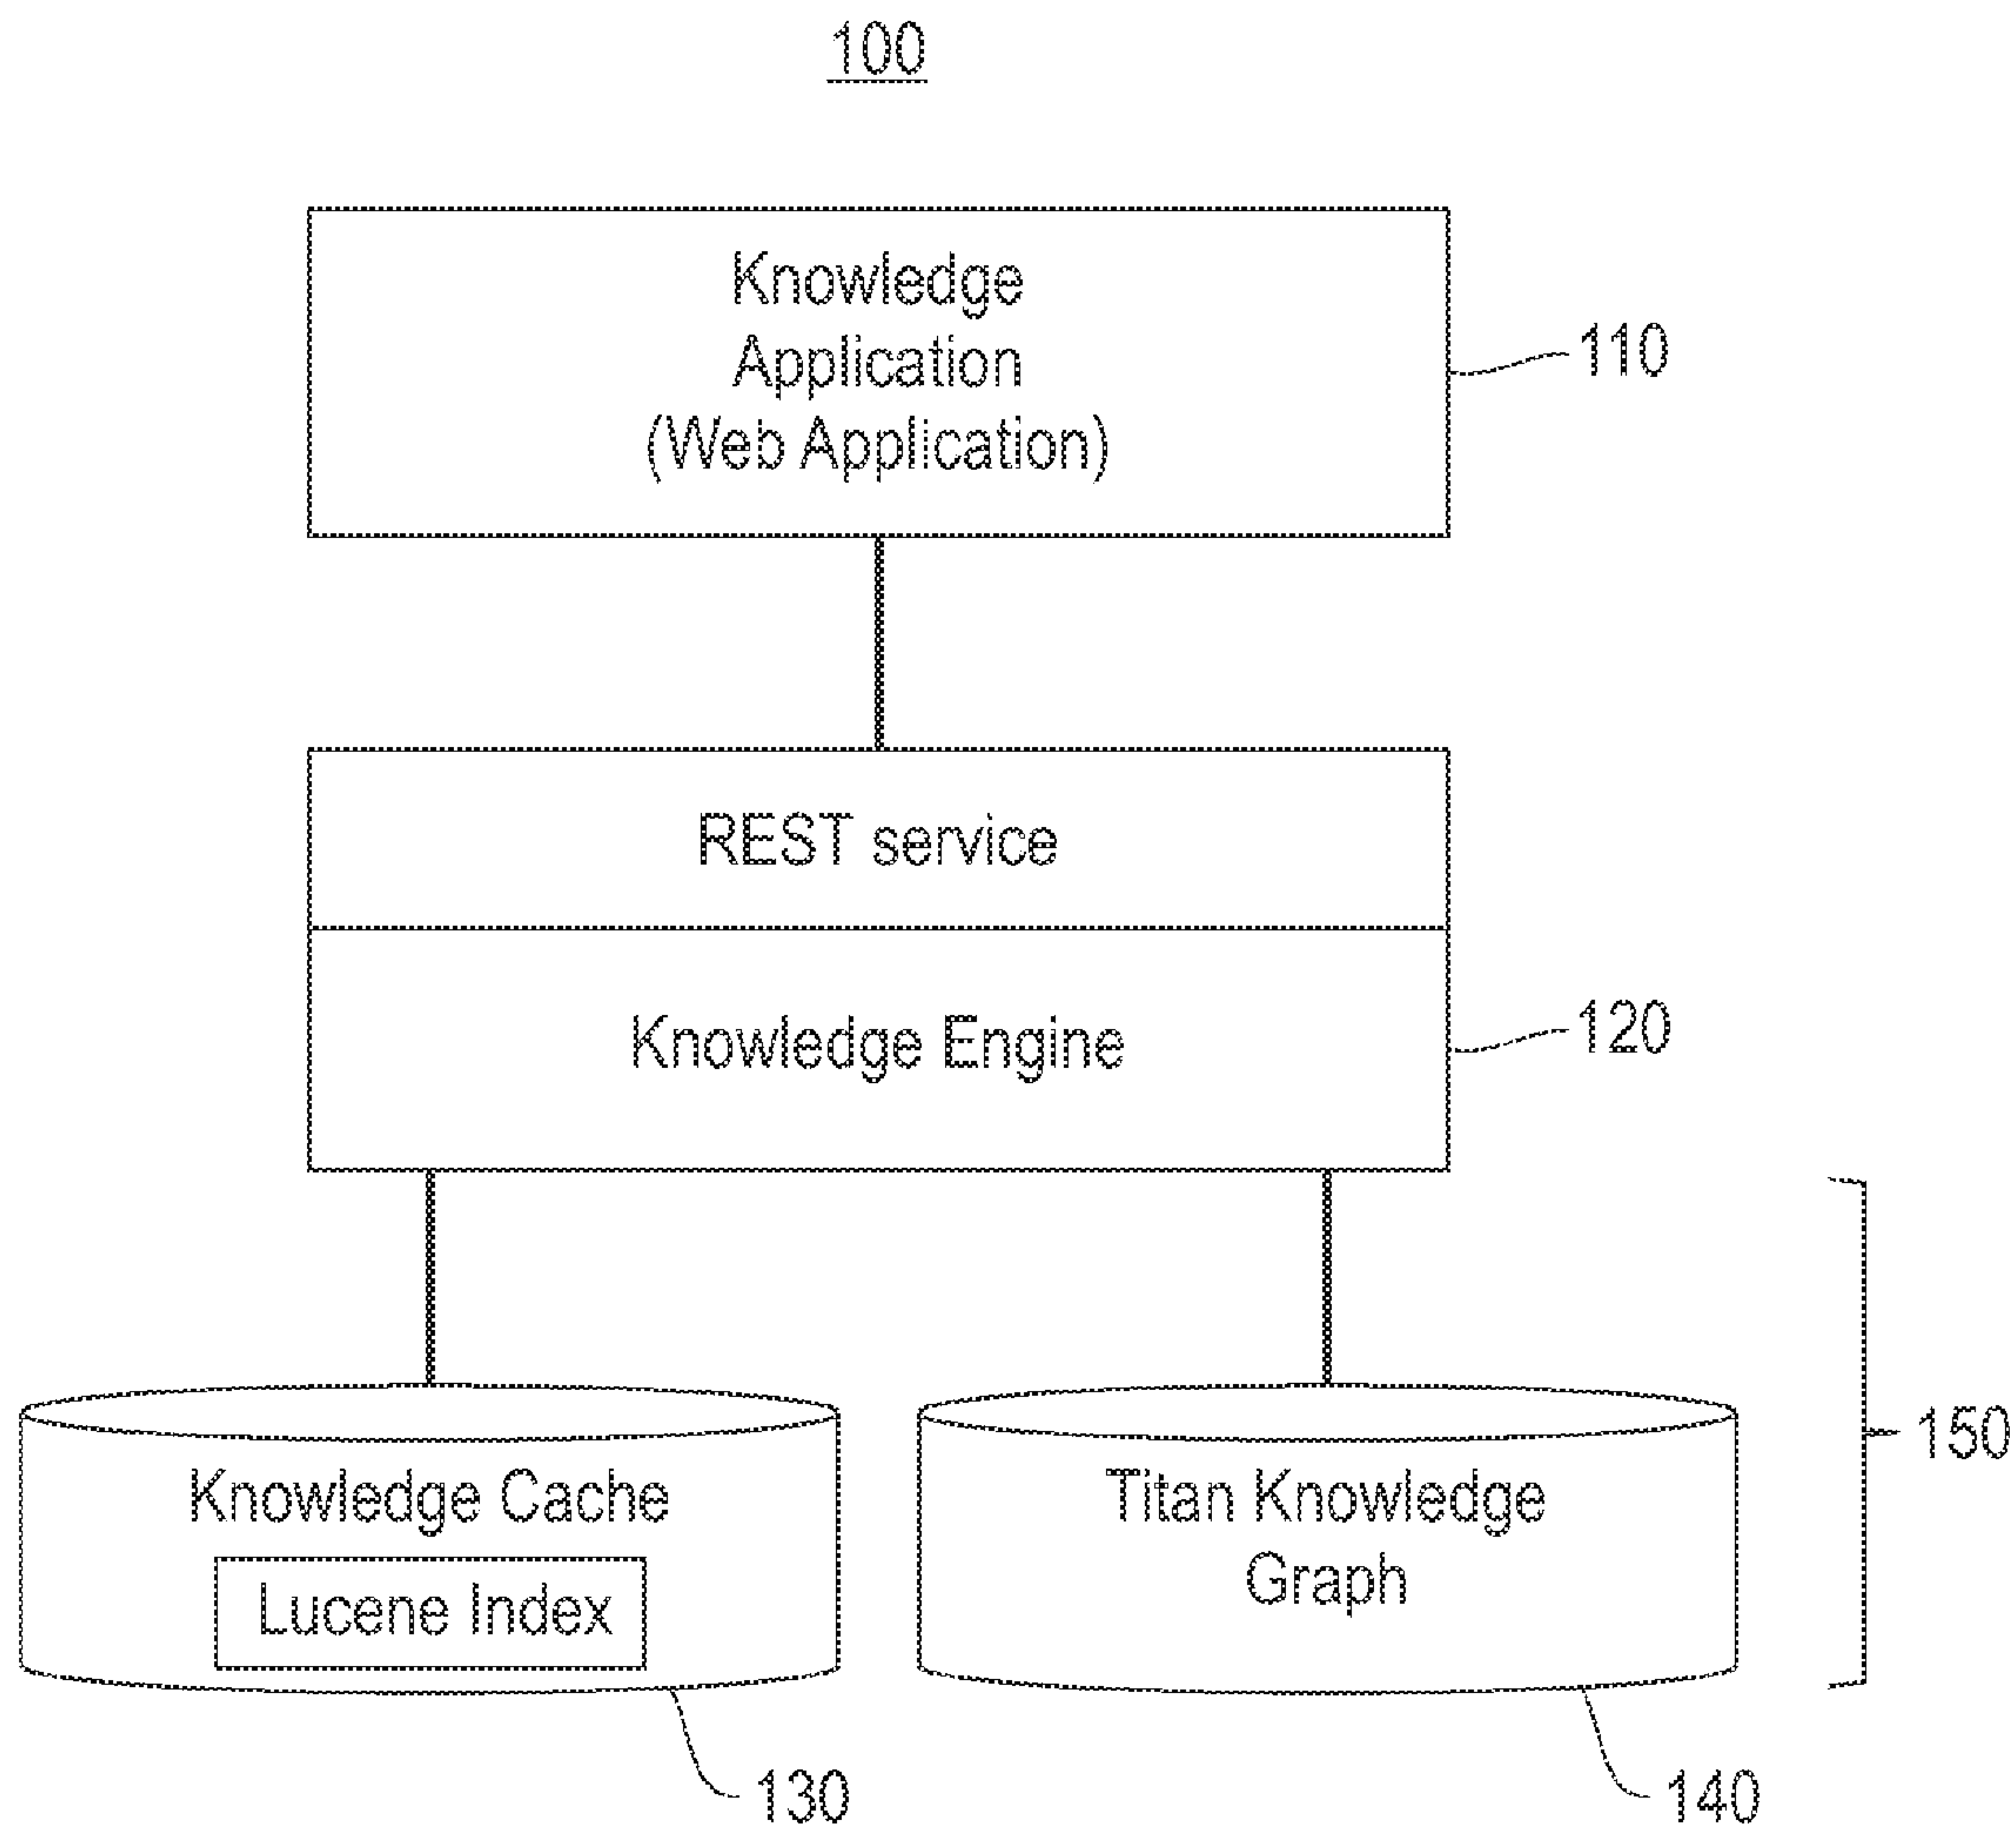 100
Knowledge
Application
(Web Application)
110
REST service
Knowledge Engine
120
150
Knowledge Cache
Lucene Index
Titan Knowledge
Graph
130
140